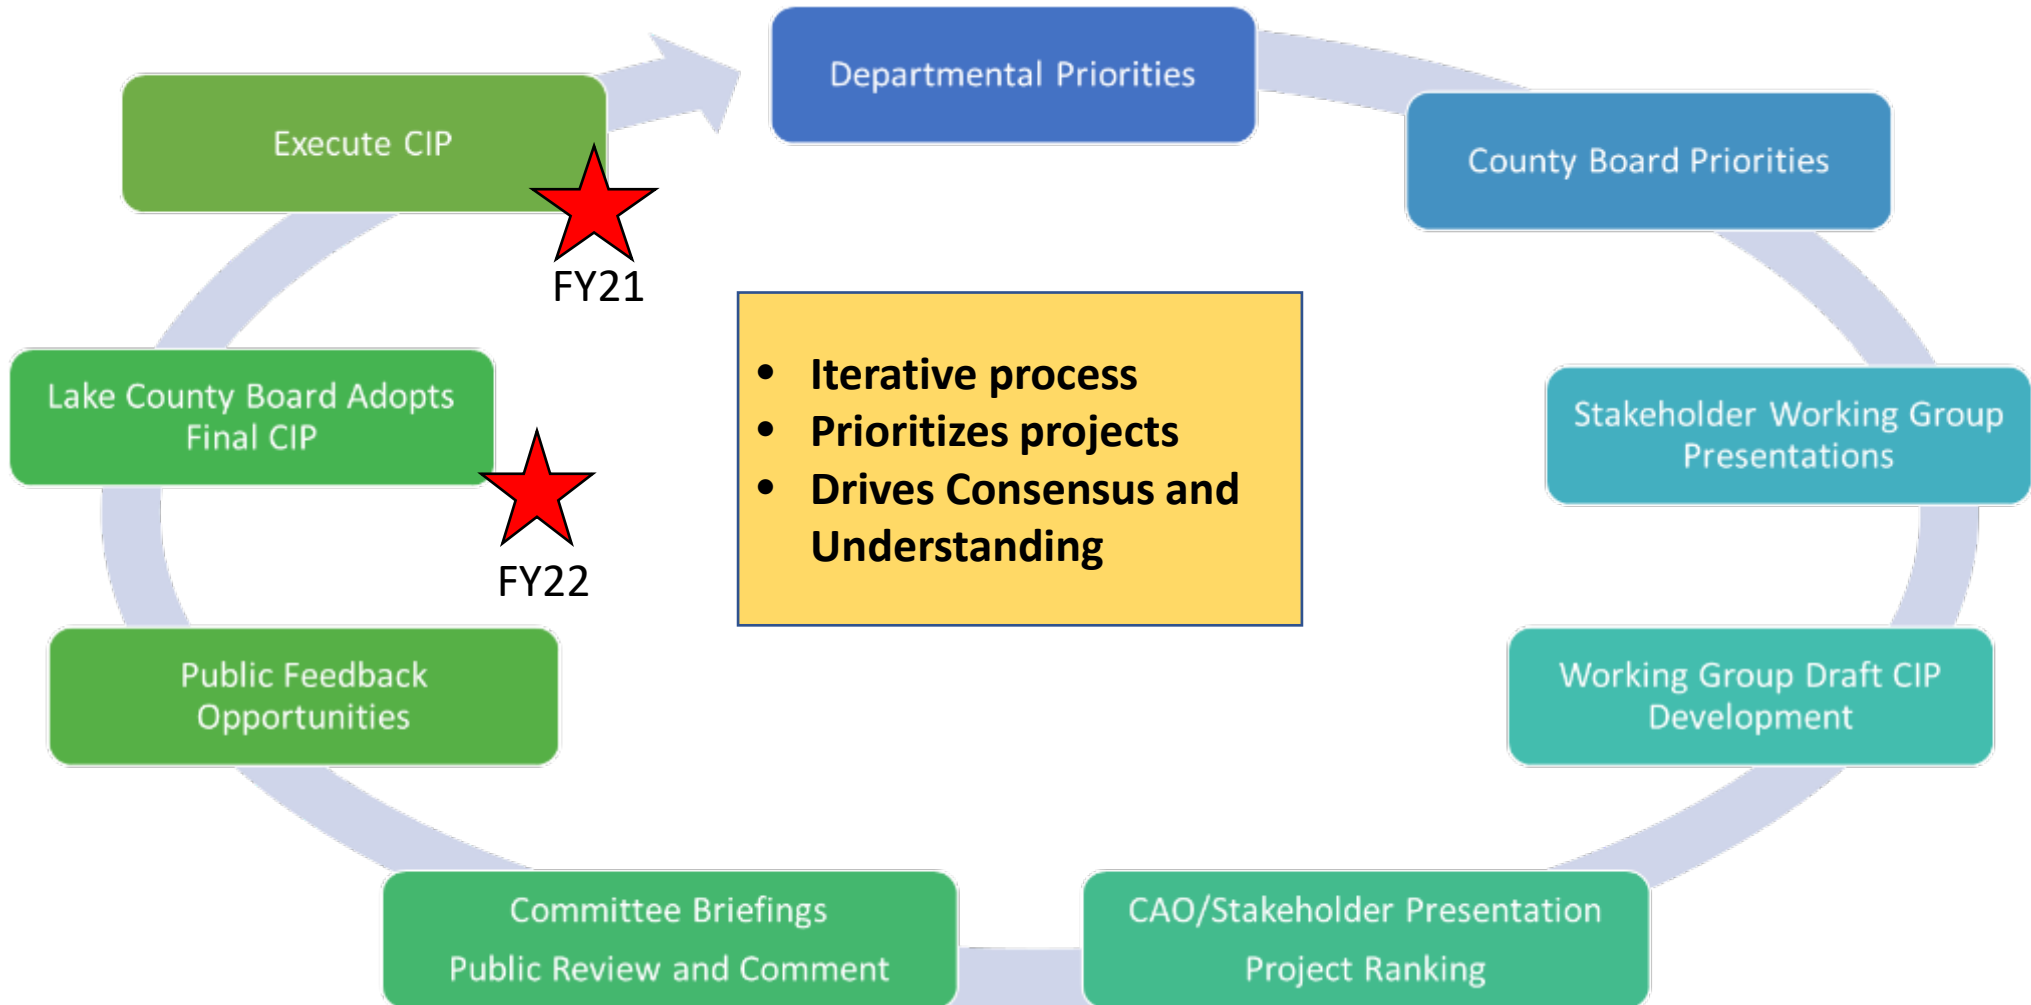 Departmental Priorities
County Board Priorities
Stakeholder Working Group
Presentations
Working Group Draft CIP
Development
CAO/Stakeholder Presentation
Project Ranking
Committee Briefings
Public Review and Comment
Public Feedback
Opportunities
Lake County Board Adopts
Final CIP
FY22
Execute CIP
FY21
• Iterative process
• Prioritizes projects
• Drives Consensus and
Understanding